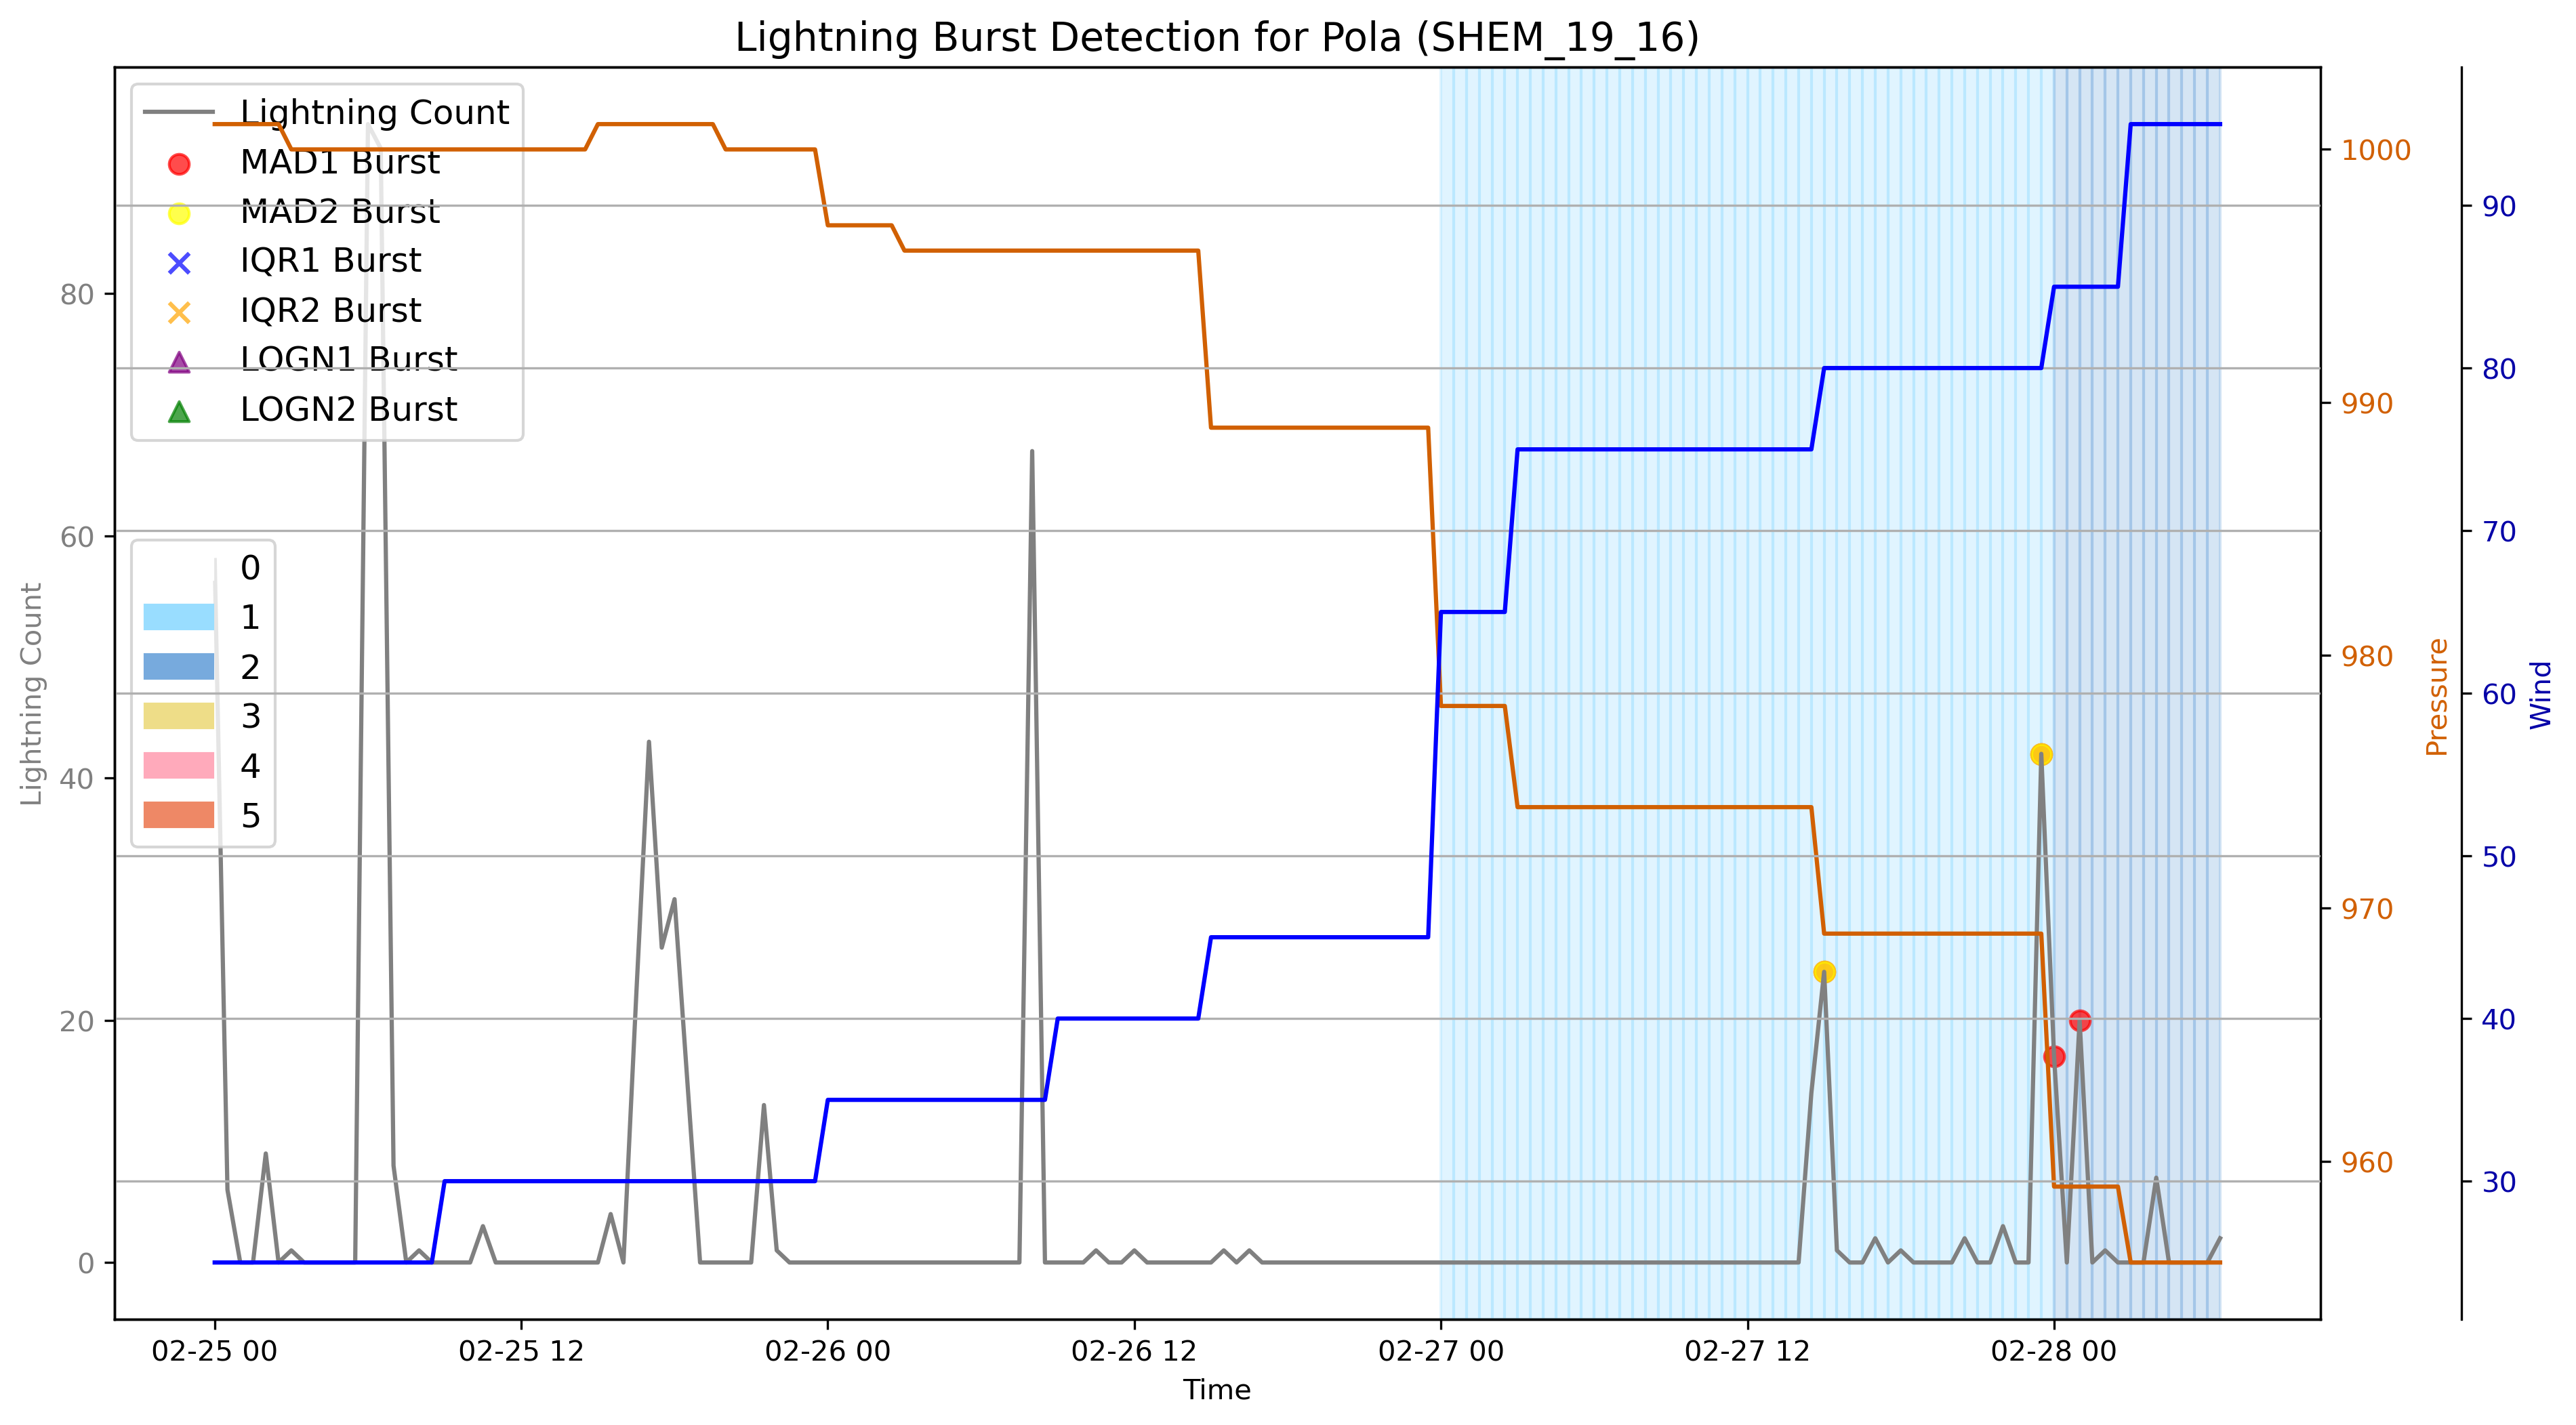 Lightning Burst Detection for Pola (SHEM_19_16)
Lightning Count
MAD1 Burst
MAD2 Burst
IQR1 Burst
IQR2 Burst
LOGN1 Burst
LOGN2 Burst
0
1
2
3
4
5
Lightning Count
80
60
40
20
0
1000
990
980
970
960
Pressure
90
80
70
60
50
40
30
Wind
02-25 00
02-25 12
02-26 00
02-26 12
02-27 00
02-27 12
02-28 00
Time